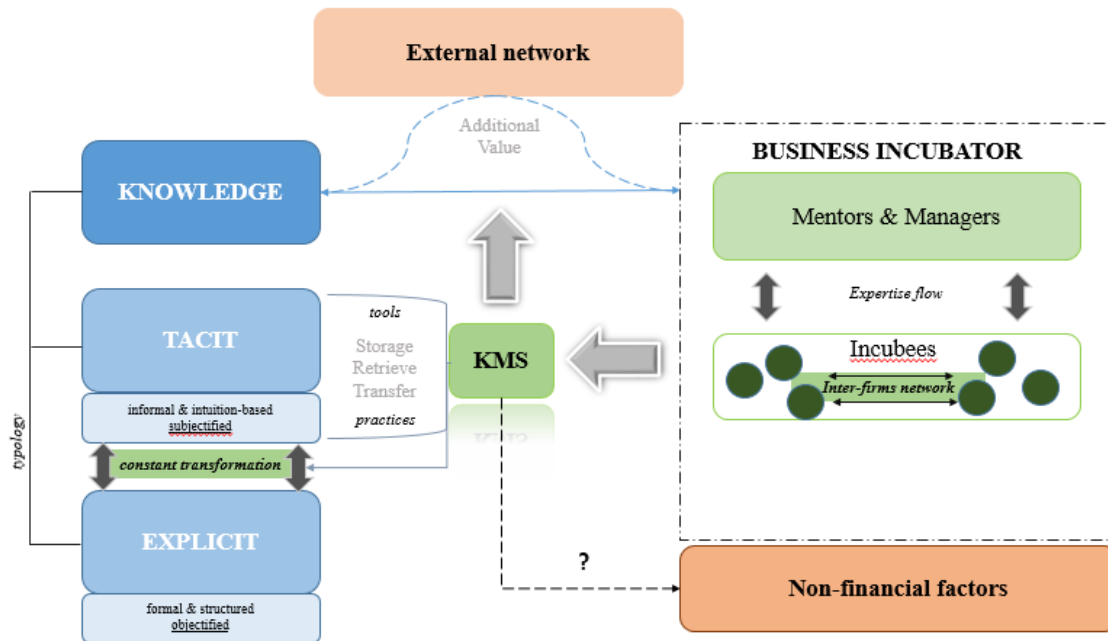 External network
Additional
Value
KNOWLEDGE
BUSINESS INCUBATOR
Mentors & Managers
Expertise flow
Incubees
Inter-firms network
typology
TACIT
informal & intuition-based
subjectified
constant transformation
EXPLICIT
formal & structured
objectified
tools
Storage
Retrieve
Transfer
practices
KMS
?
Non-financial factors